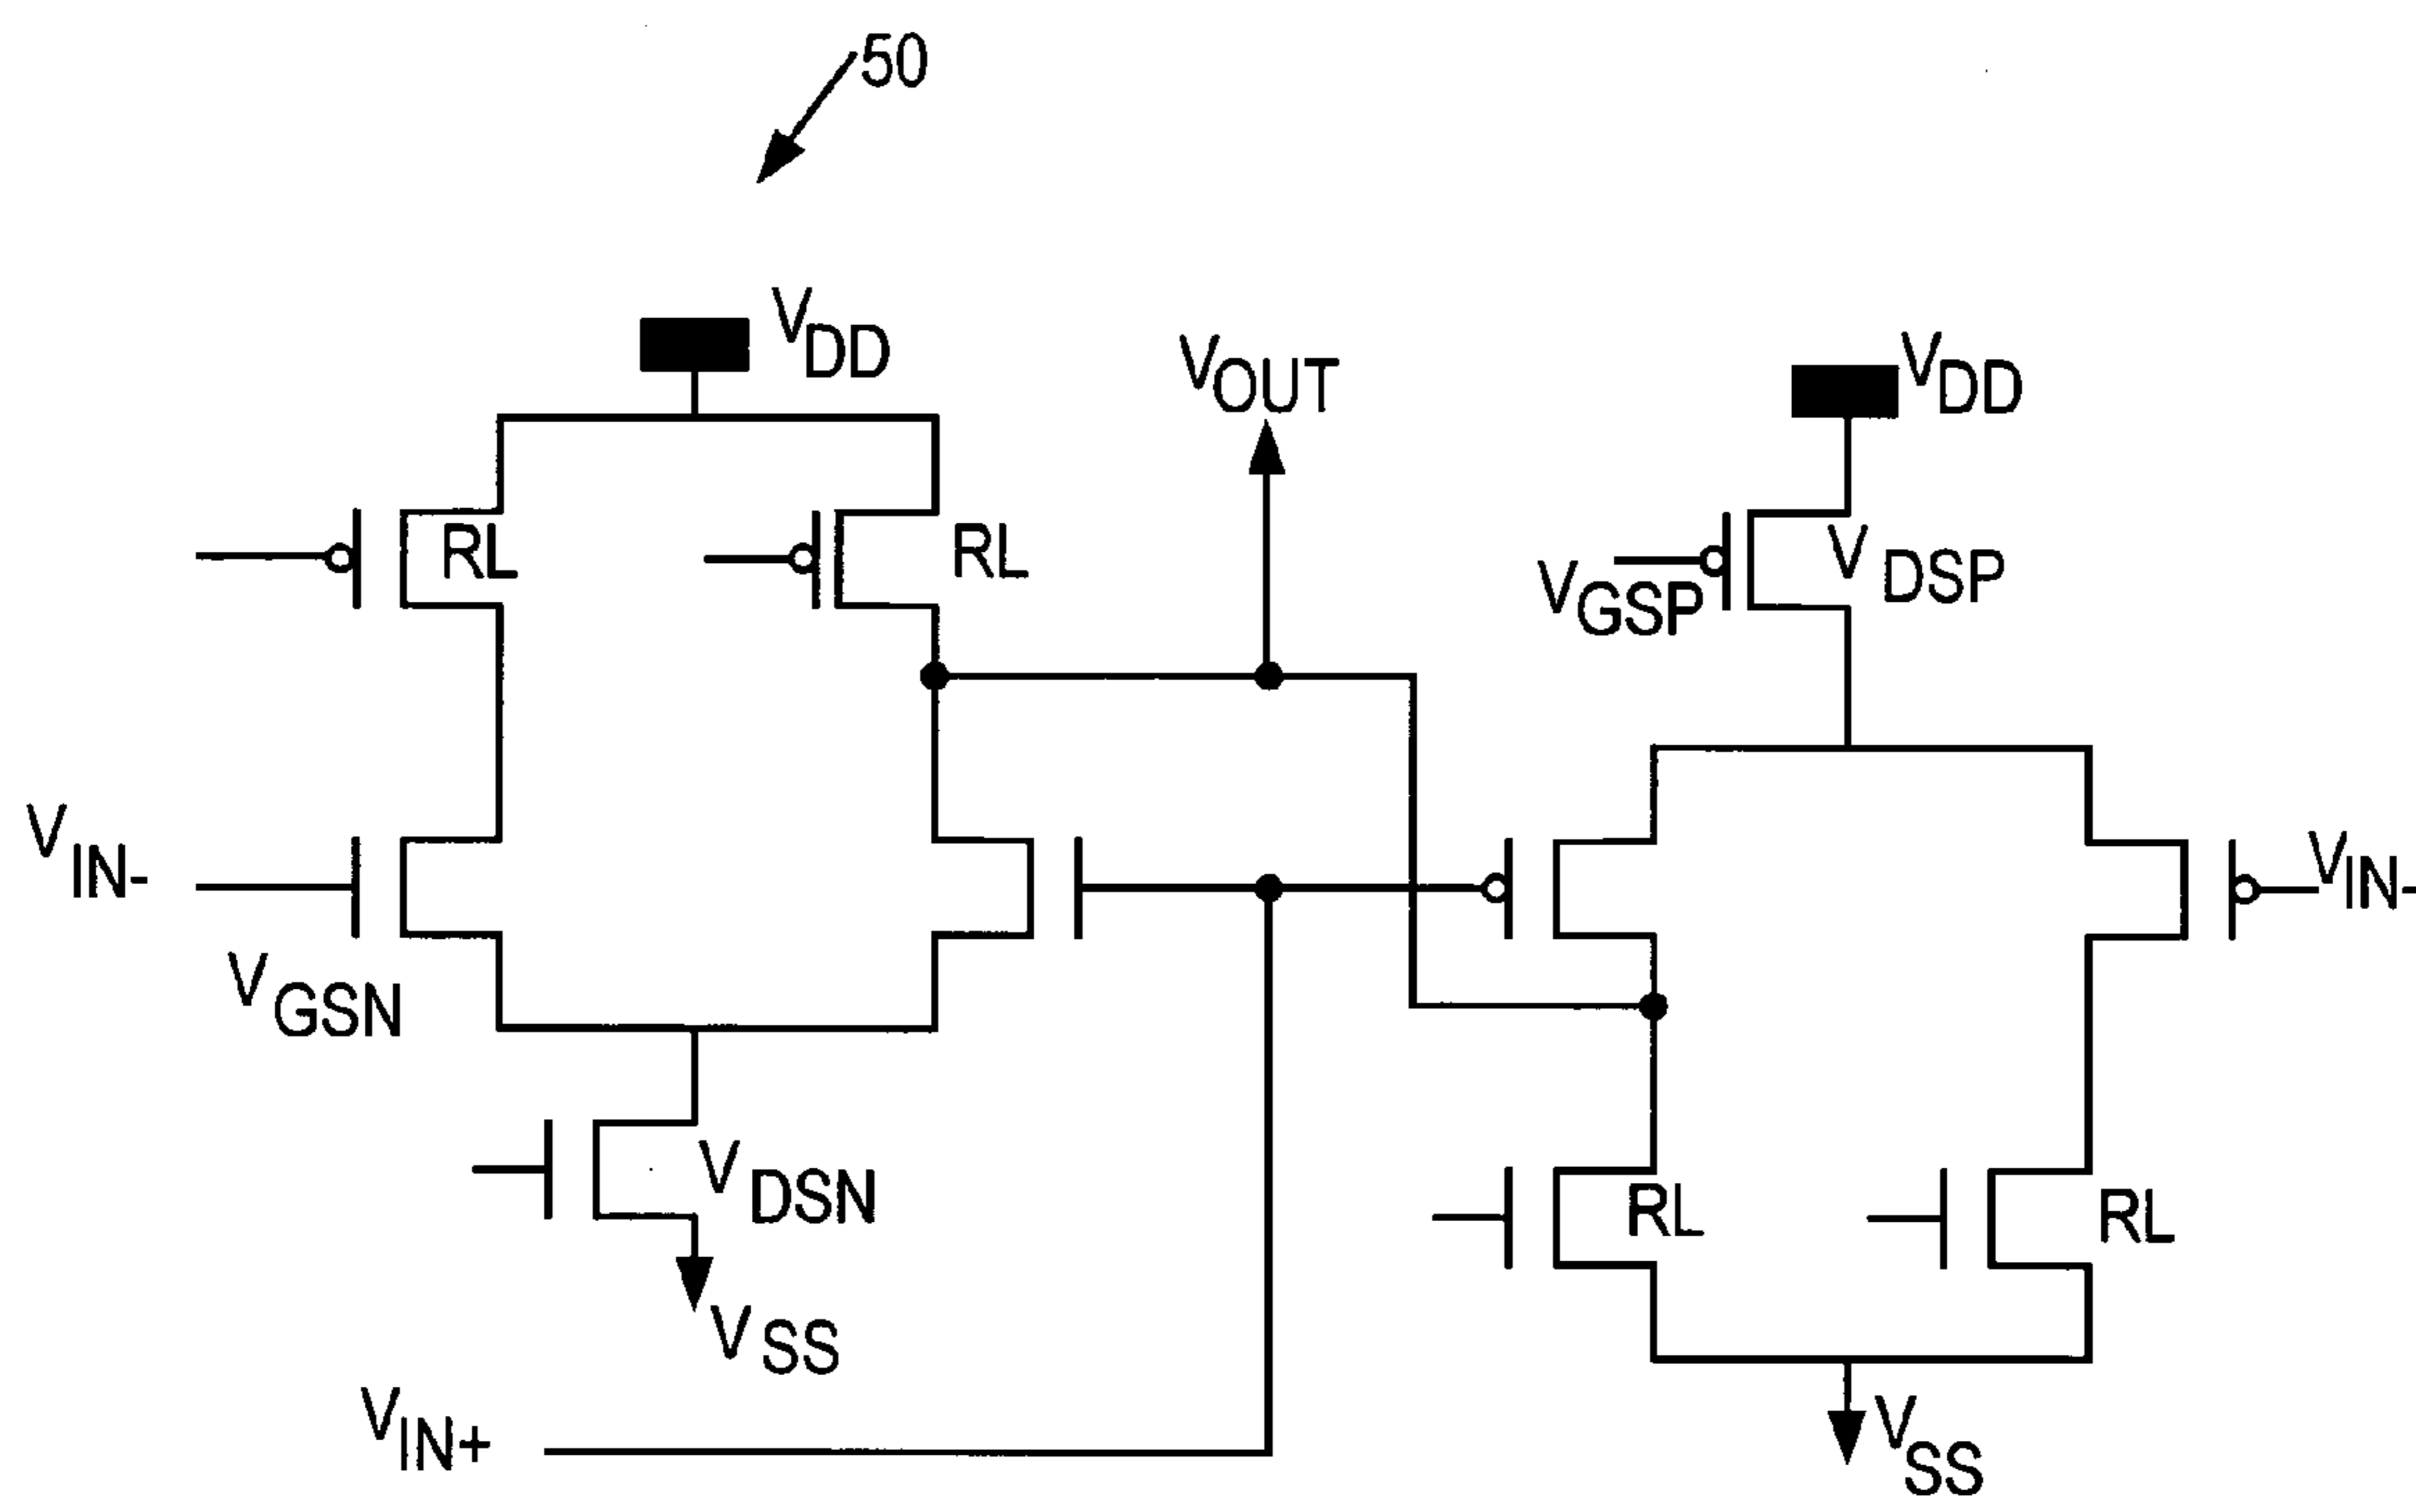 50
VDD
VOUT
VDD
RL
RL
VGSP
VDSP
VIN-
VIN-
VGSN
VDSN
RL
RL
VSS
VIN+
VSS